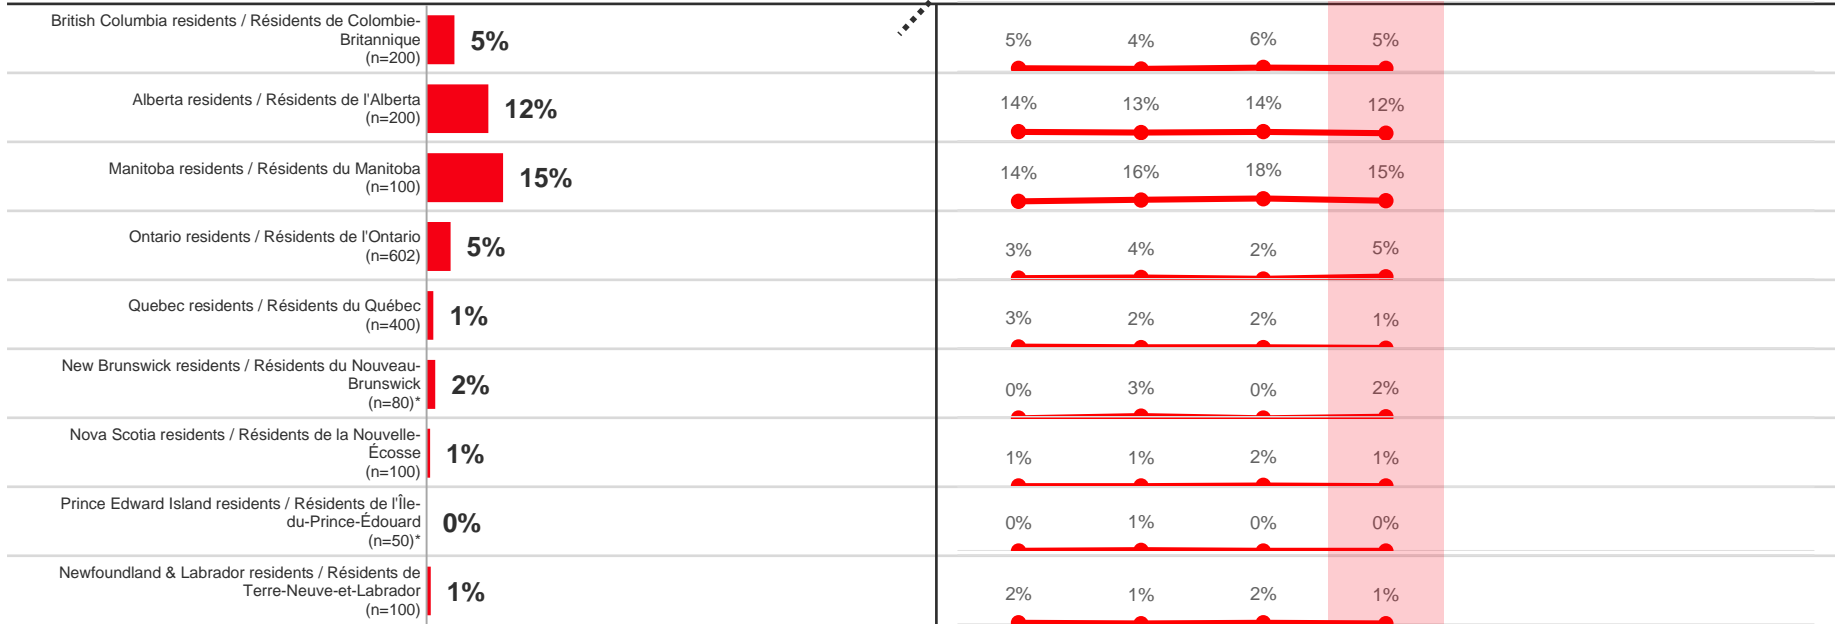 British Columbia residents / Résidents de Colombie-
Britannique
(n=200)
5%
5% 4% 6% 5%
Alberta residents / Résidents de l'Alberta
(n=200)
12%
14% 13% 14% 12%
Manitoba residents / Résidents du Manitoba
(n=100)
15%
14% 16% 18% 15%
Ontario residents / Résidents de l'Ontario
(n=602)
5%
3% 4% 2% 5%
Quebec residents / Résidents du Québec
(n=400)
1%
3% 2% 2% 1%
New Brunswick residents / Résidents du Nouveau-
Brunswick
(n=80)*
2%
0% 3% 0% 2%
Nova Scotia residents / Résidents de la Nouvelle-
Écosse
(n=100)
1%
1% 1% 2% 1%
Prince Edward Island residents / Résidents de l'Île-
du-Prince-Édouard
(n=50)*
0%
0% 1% 0% 0%
Newfoundland & Labrador residents / Résidents de
Terre-Neuve-et-Labrador
(n=100)
1%
2% 1% 2% 1%